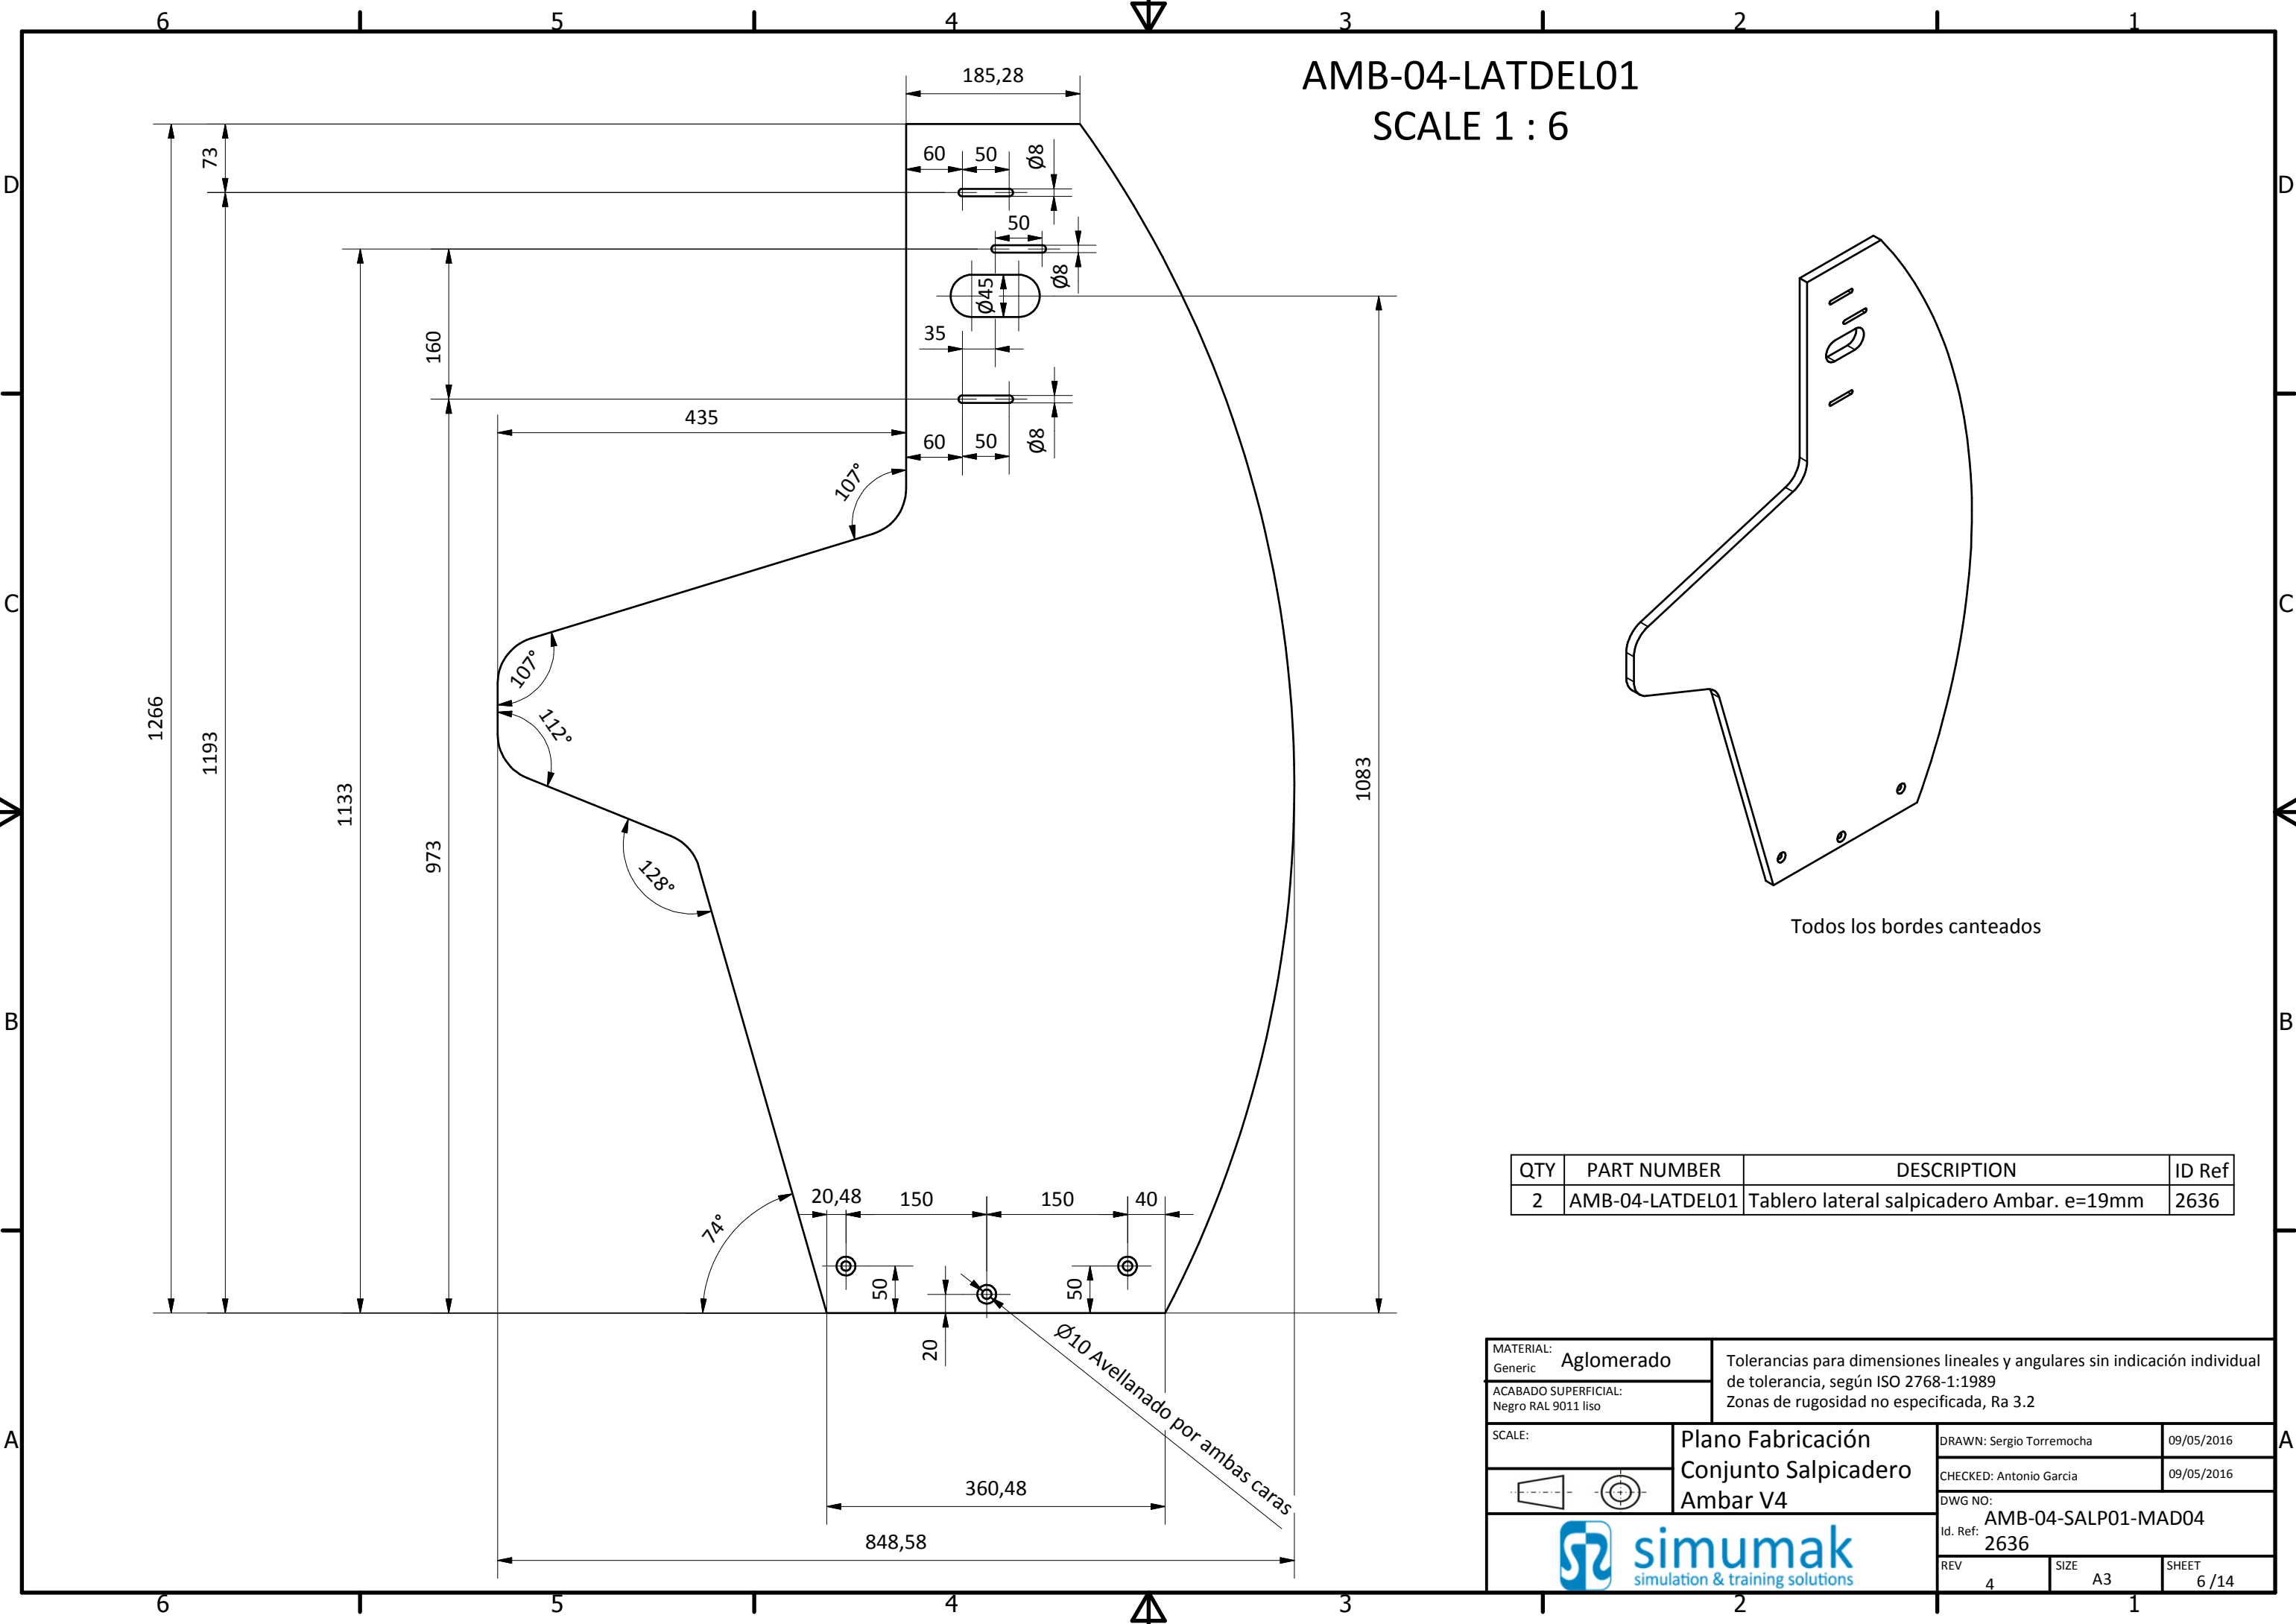 6 5 4 3 2 1
AMB-04-LATDEL01
SCALE 1 : 6
D D
C C
B B
A A
185,28
73
60 50 Ø8
50
Ø8
Ø45
35
160
435
60 50 Ø8
107°
107°
112°
128°
1266
1193
1133
973
1083
74°
20,48 150 150 40
50
50
20
Ø10 Avellanado por ambas caras
360,48
848,58
Todos los bordes canteados
QTY PART NUMBER DESCRIPTION ID Ref
2 AMB-04-LATDEL01 Tablero lateral salpicadero Ambar. e=19mm 2636
MATERIAL:
Generic Aglomerado
Tolerancias para dimensiones lineales y angulares sin indicación individual
de tolerancia, según ISO 2768-1:1989
Zonas de rugosidad no especificada, Ra 3.2
ACABADO SUPERFICIAL:
Negro RAL 9011 liso
SCALE:
Plano Fabricación
Conjunto Salpicadero
Ambar V4
DRAWN: Sergio Torremocha 09/05/2016
CHECKED: Antonio Garcia 09/05/2016
DWG NO:
AMB-04-SALP01-MAD04
Id. Ref: 2636
REV 4
SIZE A3
SHEET 6 /14
simumak
simulation & training solutions
6 5 4 3 2 1